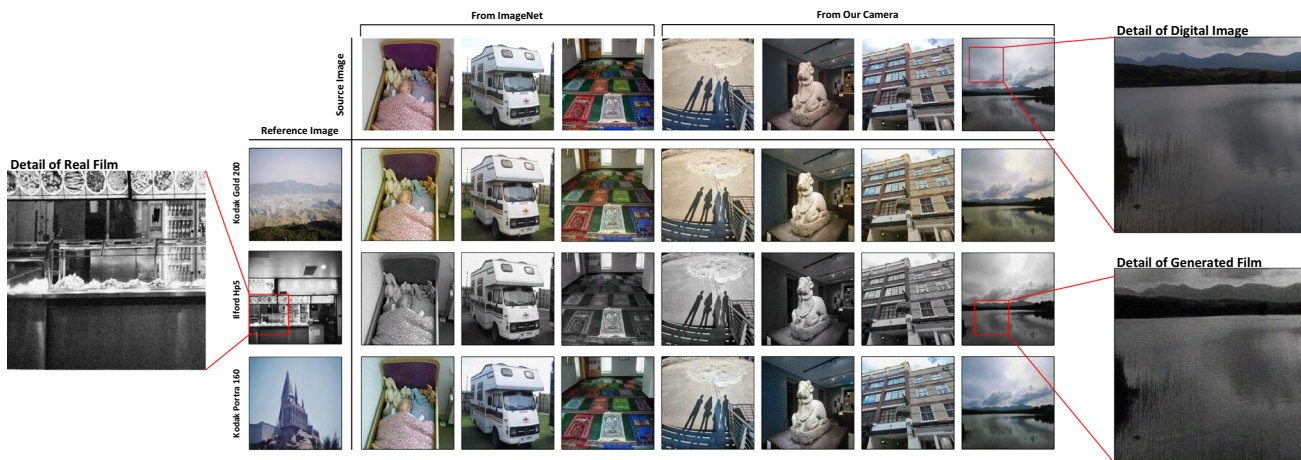 From ImageNet
From Our Camera
Detail of Digital Image
Source Image
Reference Image
Detail of Real Film
Kodak Gold 200
Ilford Hp5
Detail of Generated Film
Kodak Portra 160